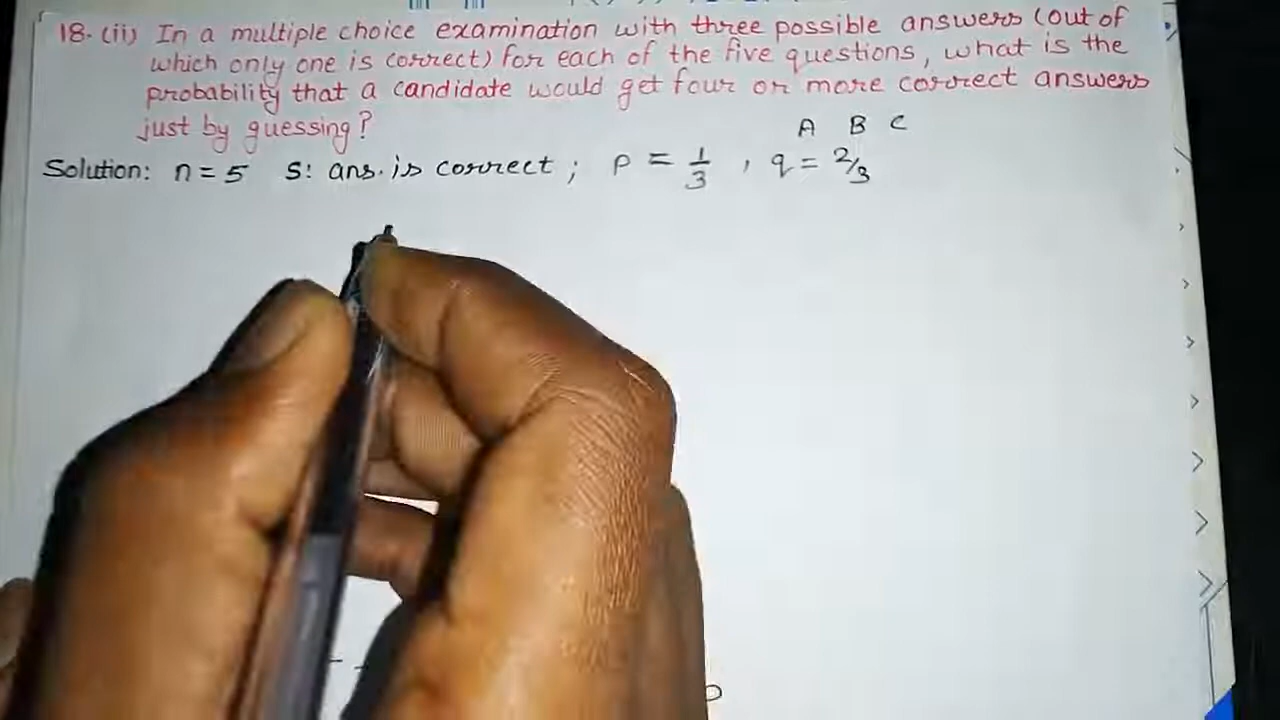 18. (ii) In a multiple choice examination with three possible answers (out of
which only one is correct) for each of the five questions, what is the
probability that a candidate would get four or more correct answers
just by guessing?
A B C
Solution: n = 5 S: ans. is correct ; p = 1/3 , q = 2/3